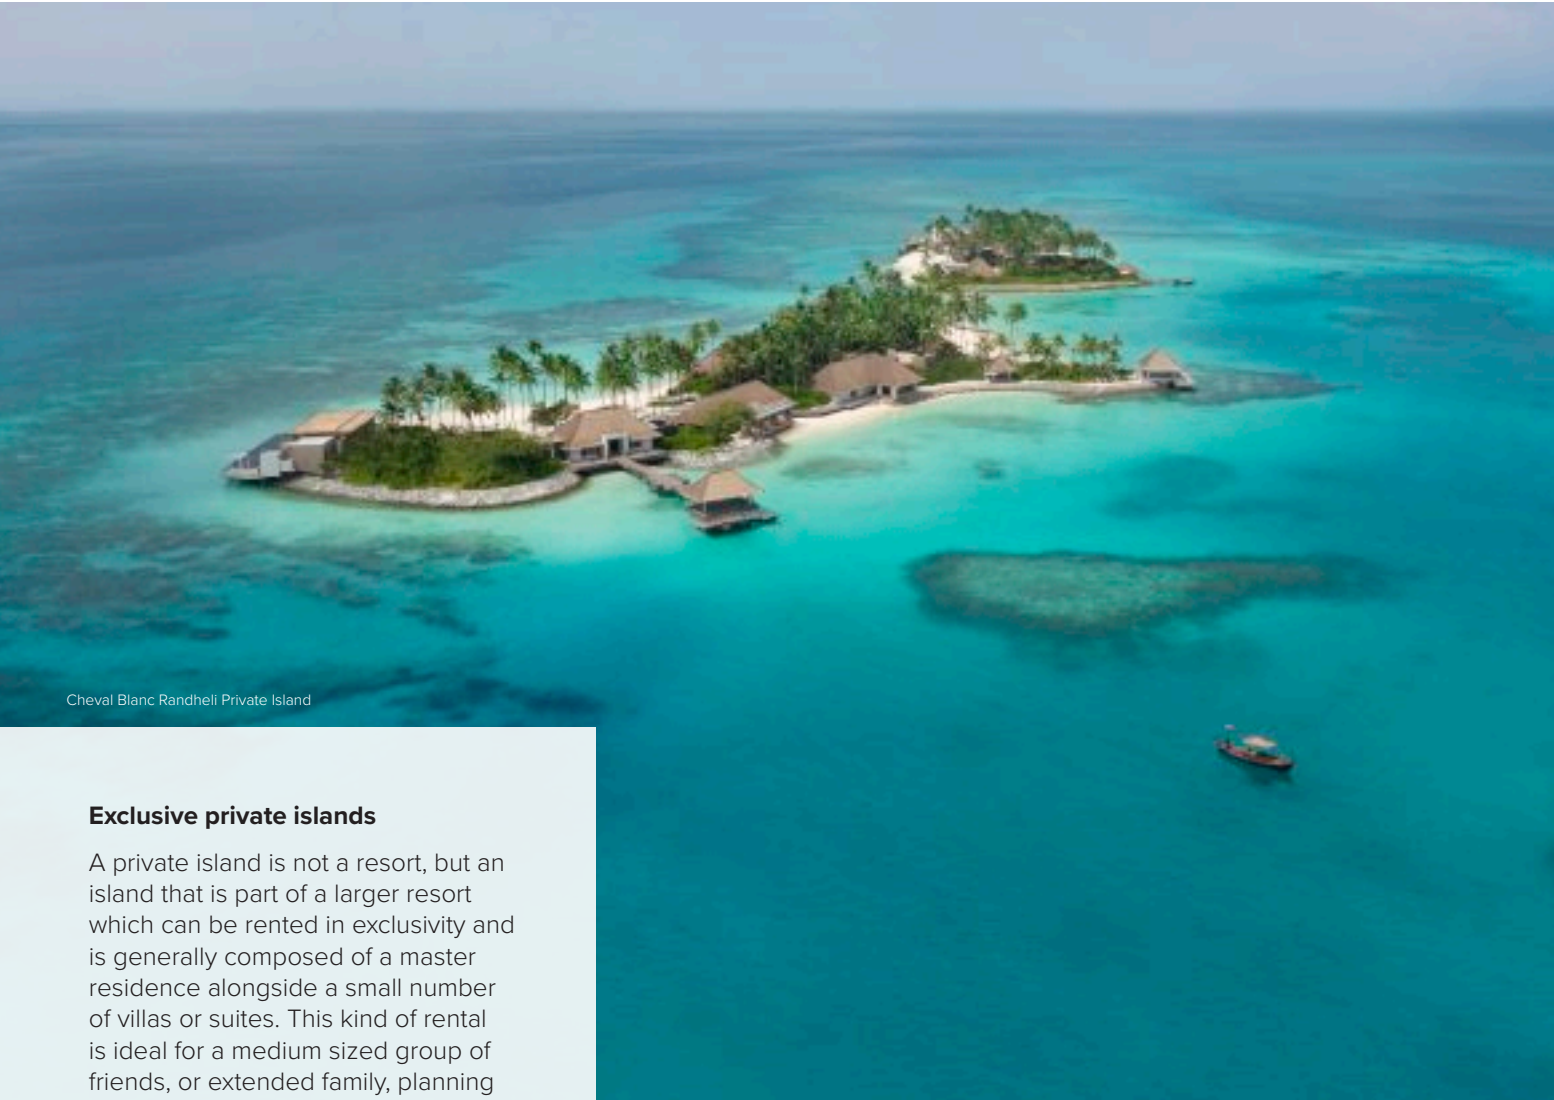 Cheval Blanc Randheli Private Island
Exclusive private islands
A private island is not a resort, but an
island that is part of a larger resort
which can be rented in exclusivity and
is generally composed of a master
residence alongside a small number
of villas or suites. This kind of rental
is ideal for a medium sized group of
friends, or extended family, planning